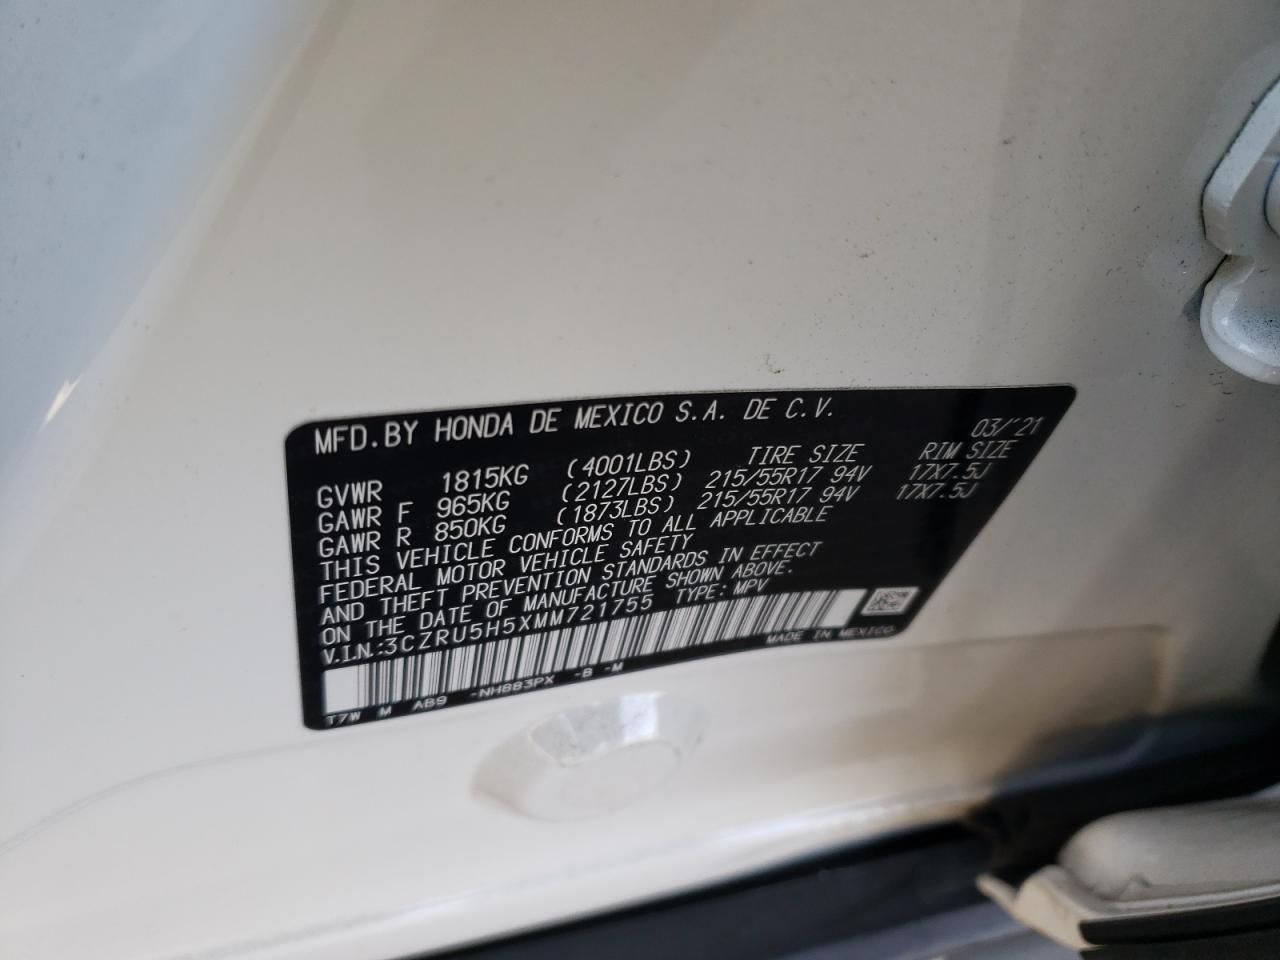 MFD.BY HONDA DE MEXICO S.A. DE C.V.
03/'21
TIRE SIZE RIM SIZE
GVWR 1815KG (4001LBS)
GAWR F 965KG (2127LBS) 215/55R17 94V 17X7.5J
GAWR R 850KG (1873LBS) 215/55R17 94V 17X7.5J
THIS VEHICLE CONFORMS TO ALL APPLICABLE
FEDERAL MOTOR VEHICLE SAFETY
AND THEFT PREVENTION STANDARDS IN EFFECT
ON THE DATE OF MANUFACTURE SHOWN ABOVE.
V.I.N.:3CZRU5H5XMM721755 TYPE: MPV
MADE IN MEXICO
T7W M AB9 -NH883PX -B -M